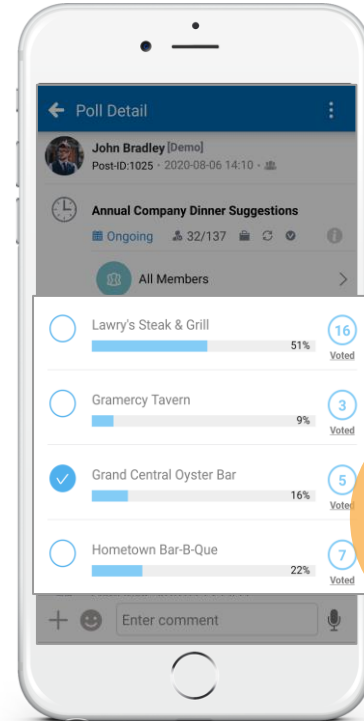 Poll Detail
John Bradley [Demo]
Post-ID:1025 - 2020-08-06 14:10 -
Annual Company Dinner Suggestions
Ongoing 32/137
All Members
Lawry's Steak & Grill
16
51%
Voted
Gramercy Tavern
3
9%
Voted
Grand Central Oyster Bar
5
16%
Voted
Hometown Bar-B-Que
7
22%
Voted
Enter comment